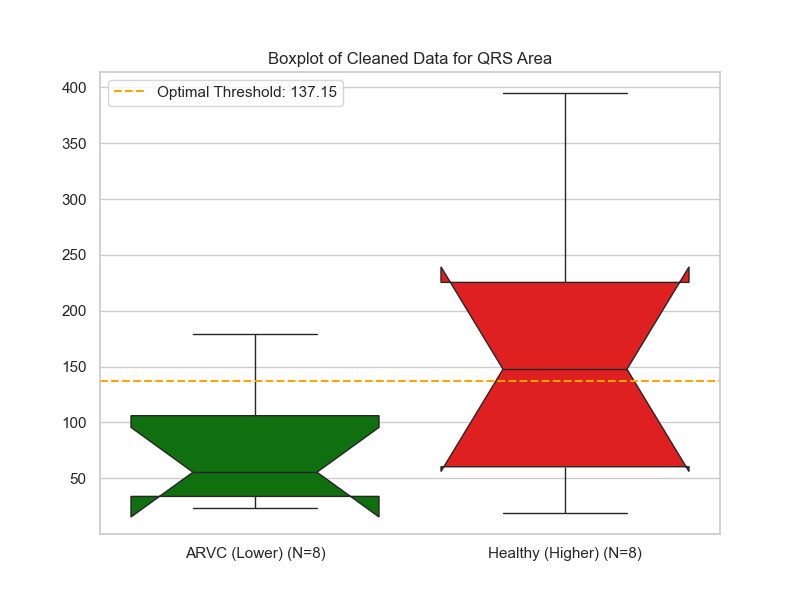 Boxplot of Cleaned Data for QRS Area
Optimal Threshold: 137.15
400
350
300
250
200
150
100
50
ARVC (Lower) (N=8)
Healthy (Higher) (N=8)